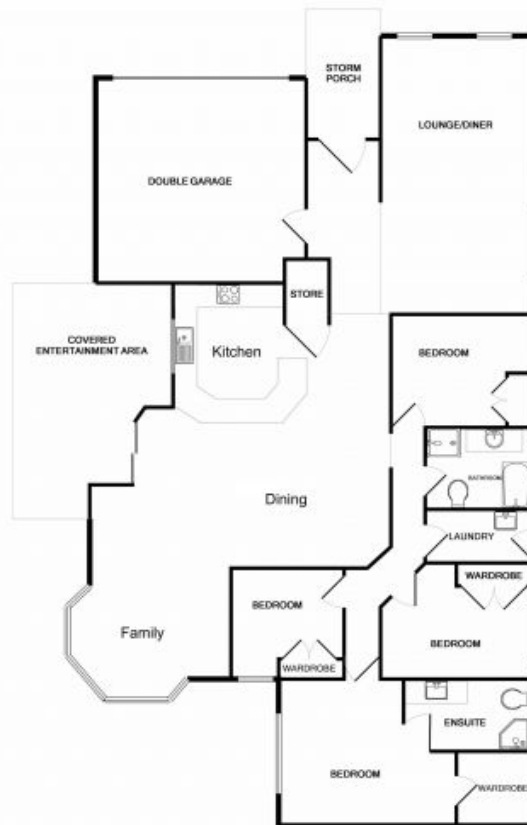 STORM
PORCH
LOUNGE/DINER
DOUBLE GARAGE
STORE
COVERED
ENTERTAINMENT AREA
Kitchen
BEDROOM
BATHROOM
Dining
LAUNDRY
WARDROBE
BEDROOM
Family
BEDROOM
WARDROBE
ENSUITE
BEDROOM
WARDROBE